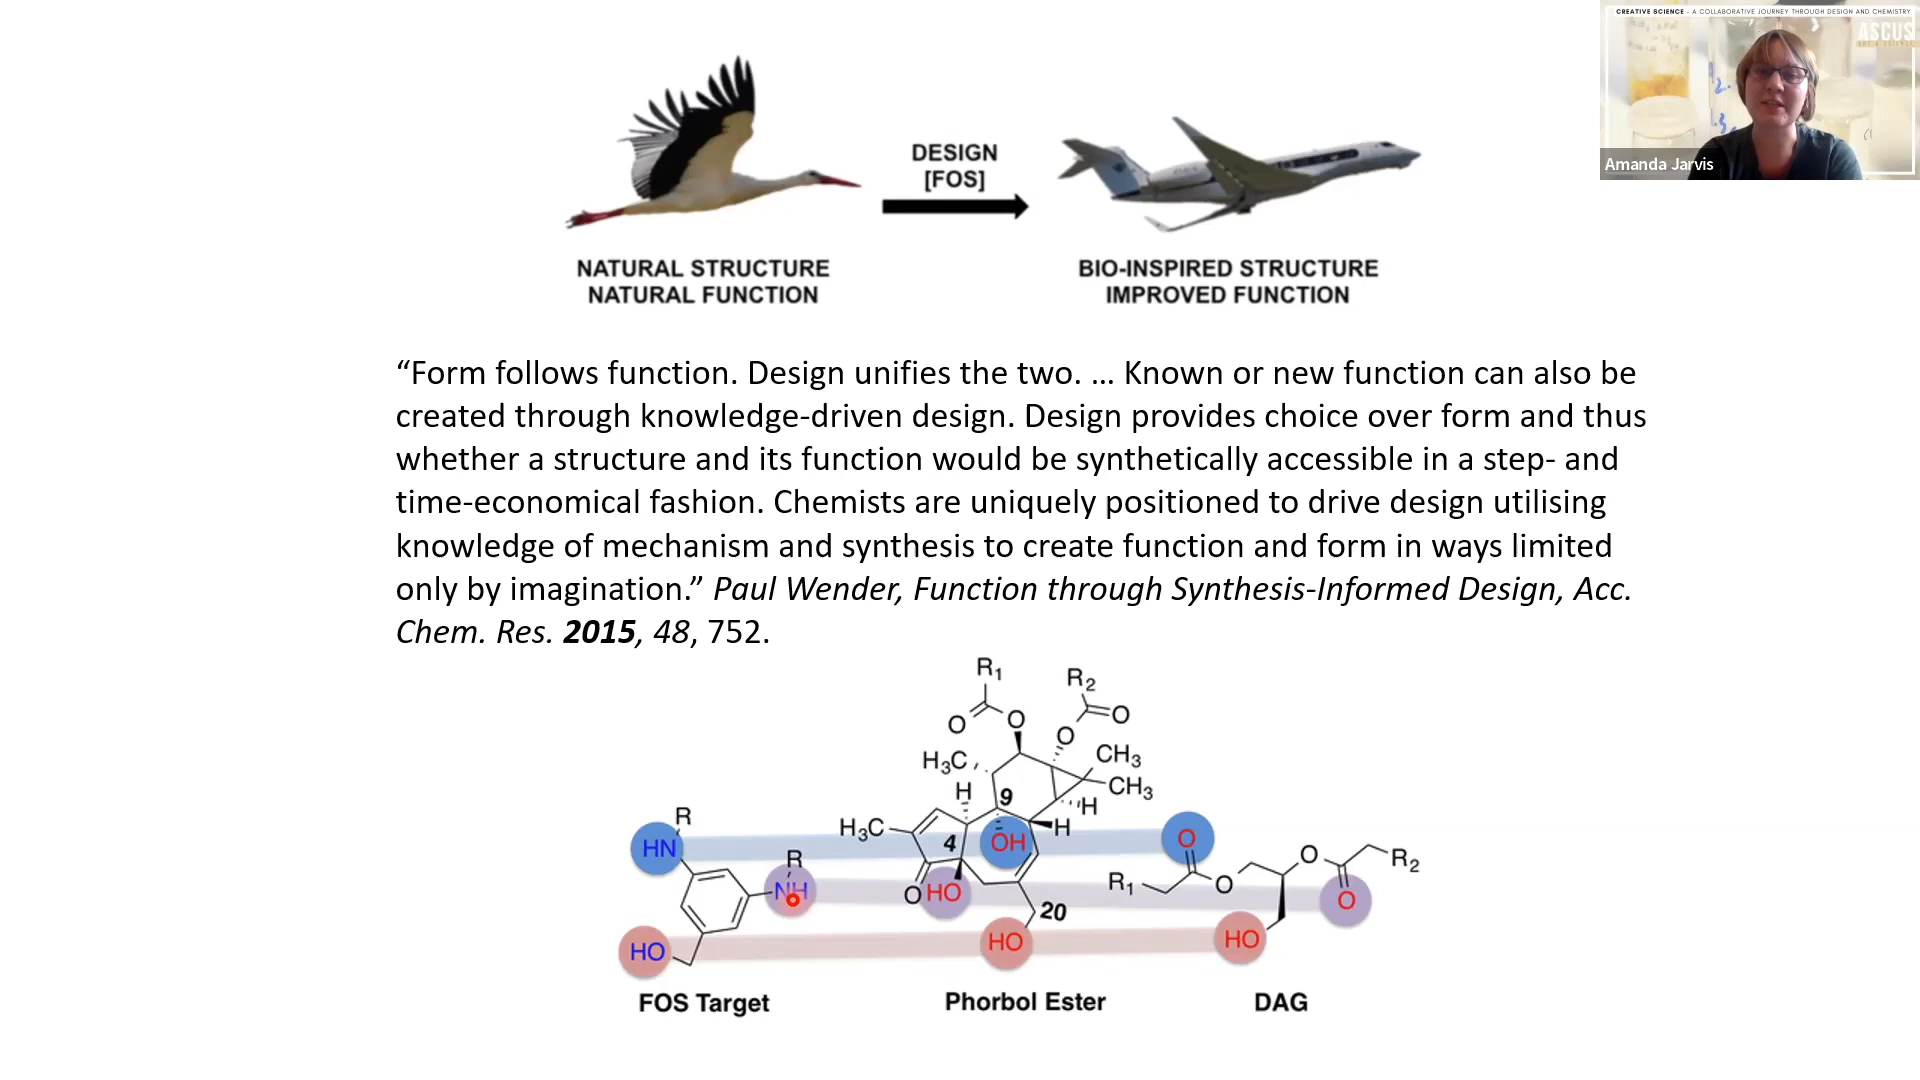 CREATIVE SCIENCE - A COLLABORATIVE JOURNEY THROUGH DESIGN AND CHEMISTRY
ASCUS
Amanda Jarvis
DESIGN
[FOS]
NATURAL STRUCTURE
NATURAL FUNCTION
BIO-INSPIRED STRUCTURE
IMPROVED FUNCTION
“Form follows function. Design unifies the two. … Known or new function can also be
created through knowledge-driven design. Design provides choice over form and thus
whether a structure and its function would be synthetically accessible in a step- and
time-economical fashion. Chemists are uniquely positioned to drive design utilising
knowledge of mechanism and synthesis to create function and form in ways limited
only by imagination.” Paul Wender, Function through Synthesis-Informed Design, Acc.
Chem. Res. 2015, 48, 752.
R
HN
R
NH
HO
FOS Target
R₁
R₂
O
O
O
O
H₃C
CH₃
CH₃
H
9
H
H
H₃C
4
OH
O
HO
20
HO
Phorbol Ester
O
O
R₂
R₁
O
O
HO
DAG